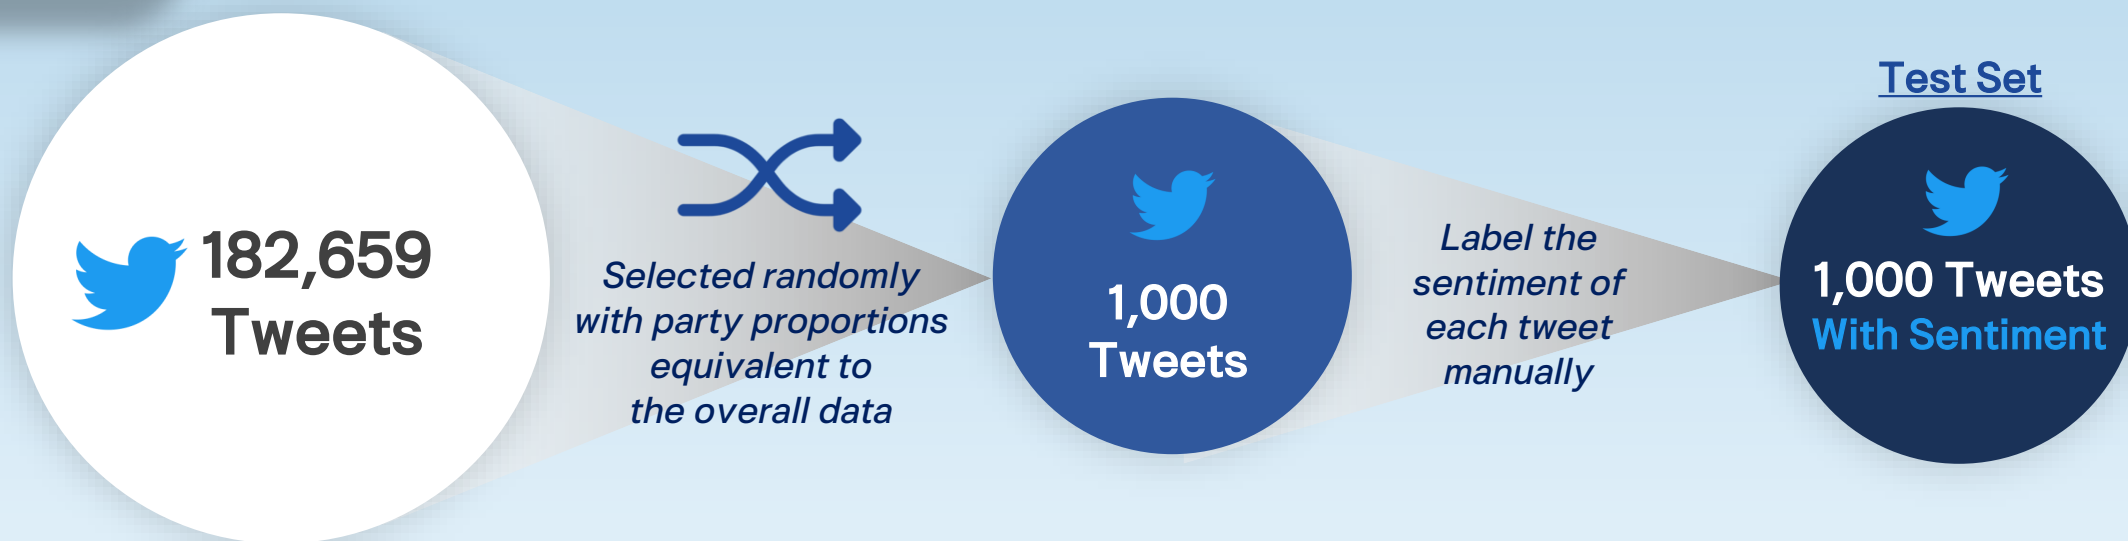 182,659
Tweets
Selected randomly
with party proportions
equivalent to
the overall data
1,000
Tweets
Label the
sentiment of
each tweet
manually
Test Set
1,000 Tweets
With Sentiment